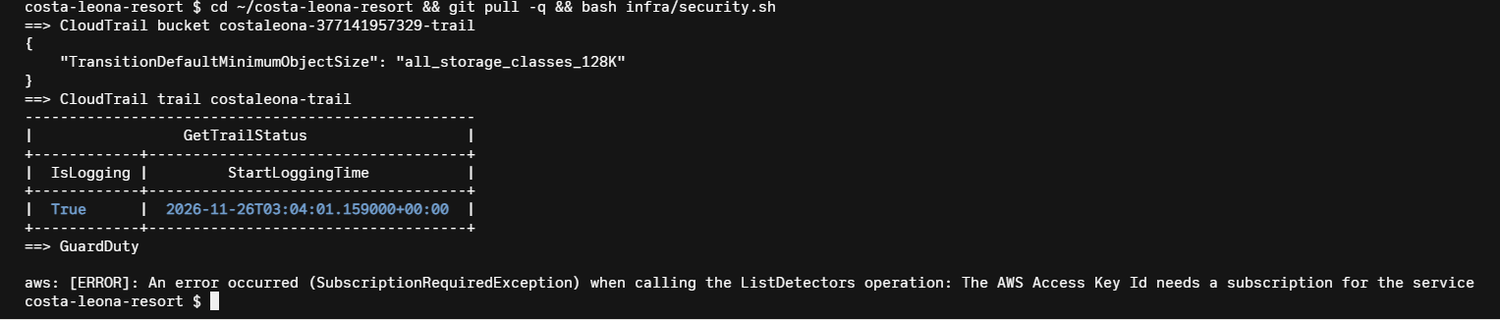 costa-leona-resort $ cd ~/costa-leona-resort && git pull -q && bash infra/security.sh
==> CloudTrail bucket costaleona-377141957329-trail
{
    "TransitionDefaultMinimumObjectSize": "all_storage_classes_128K"
}
==> CloudTrail trail costaleona-trail
---------------------------------------------------
|                 GetTrailStatus                  |
+------------+------------------------------------+
|  IsLogging |         StartLoggingTime           |
+------------+------------------------------------+
|  True      |  2026-11-26T03:04:01.159000+00:00  |
+------------+------------------------------------+
==> GuardDuty
aws: [ERROR]: An error occurred (SubscriptionRequiredException) when calling the ListDetectors operation: The AWS Access Key Id needs a subscription for the service
costa-leona-resort $